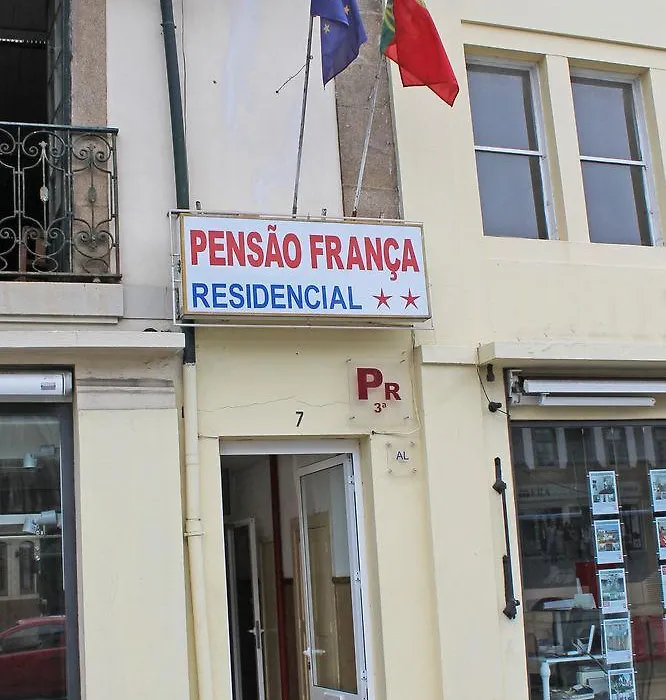 PENSÃO FRANÇA
RESIDENCIAL
PR
3ª
7
AL